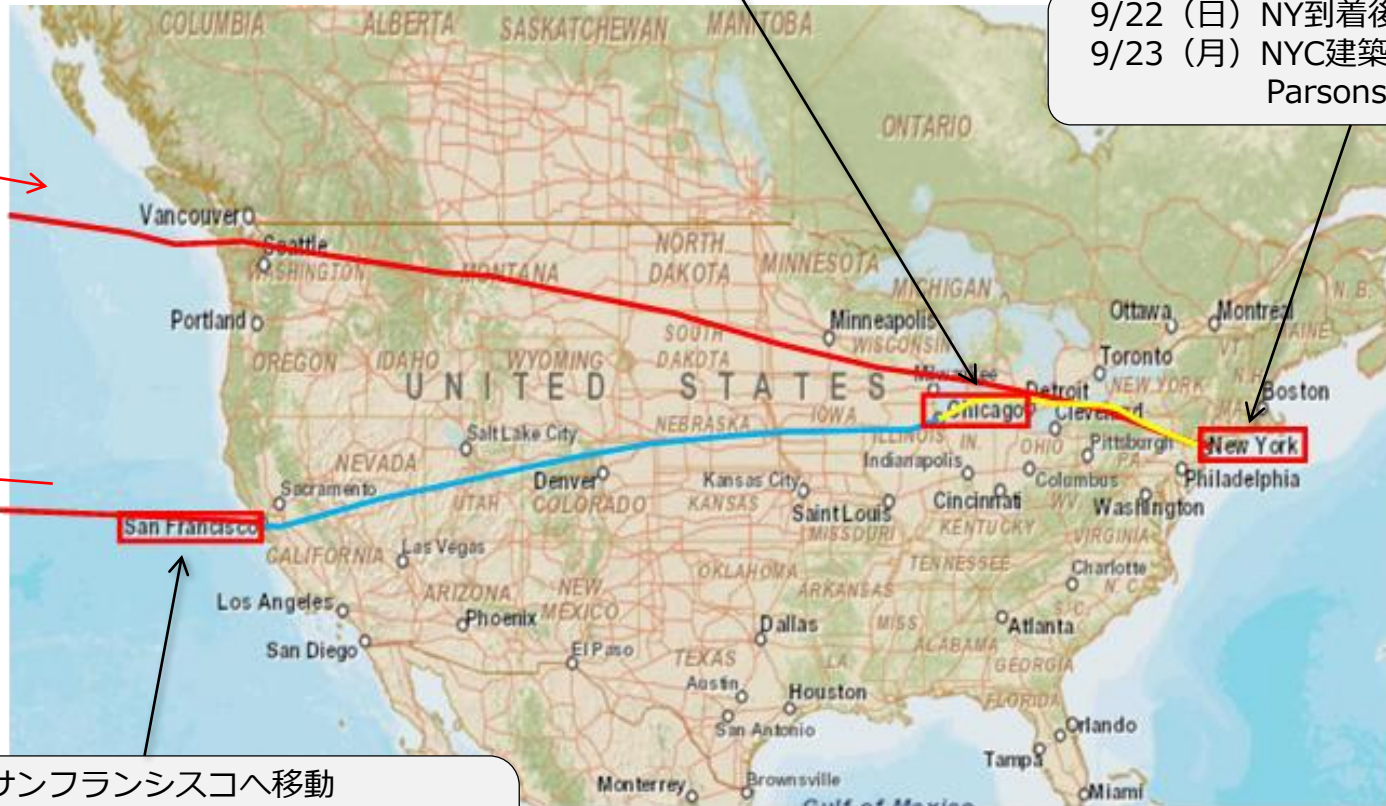 9/22（日）NY到着後
9/23（月）NYC建築
Parsons
COLUMBIA
ALBERTA
SASKATCHEWAN
MANITOBA
ONTARIO
Vancouver
Seattle
WASHINGTON
MONTANA
NORTH
DAKOTA
MINNESOTA
MICHIGAN
Ottawa
Montreal
N.B.
MAINE
Portland
OREGON
IDAHO
WYOMING
SOUTH
DAKOTA
Minneapolis
WISCONSIN
Toronto
VT
NEW YORK
Boston
UNITED STATES
Milwaukee
Detroit
Chicago
Cleveland
NEBRASKA
IOWA
ILLINOIS
IN.
OHIO
Pittsburgh
PA
New York
Salt Lake City
NEVADA
Sacramento
UTAH
Denver
COLORADO
Kansas City
KANSAS
Indianapolis
Cincinnati
Columbus
WV
Washington
Philadelphia
Saint Louis
MISSOURI
KENTUCKY
VIRGINIA
San Francisco
CALIFORNIA
Las Vegas
ARIZONA
NEW
MEXICO
OKLAHOMA
ARKANSAS
TENNESSEE
Charlotte
N C
S.C.
Los Angeles
Phoenix
San Diego
El Paso
TEXAS
Dallas
MISS
ALABAMA
Atlanta
GEORGIA
LA
Austin
Houston
San Antonio
FLORIDA
Orlando
Tampa
Miami
Monterrey
Brownsville
Gulf of Mexico
サンフランシスコへ移動